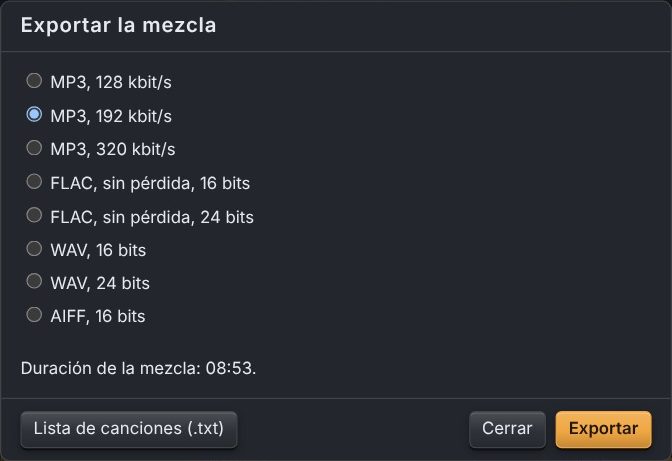 Exportar la mezcla
MP3, 128 kbit/s
MP3, 192 kbit/s
MP3, 320 kbit/s
FLAC, sin pérdida, 16 bits
FLAC, sin pérdida, 24 bits
WAV, 16 bits
WAV, 24 bits
AIFF, 16 bits
Duración de la mezcla: 08:53.
Lista de canciones (.txt)
Cerrar
Exportar